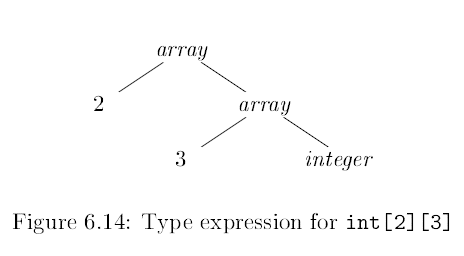 array
2
array
3
integer
Figure 6.14: Type expression for int[2][3]